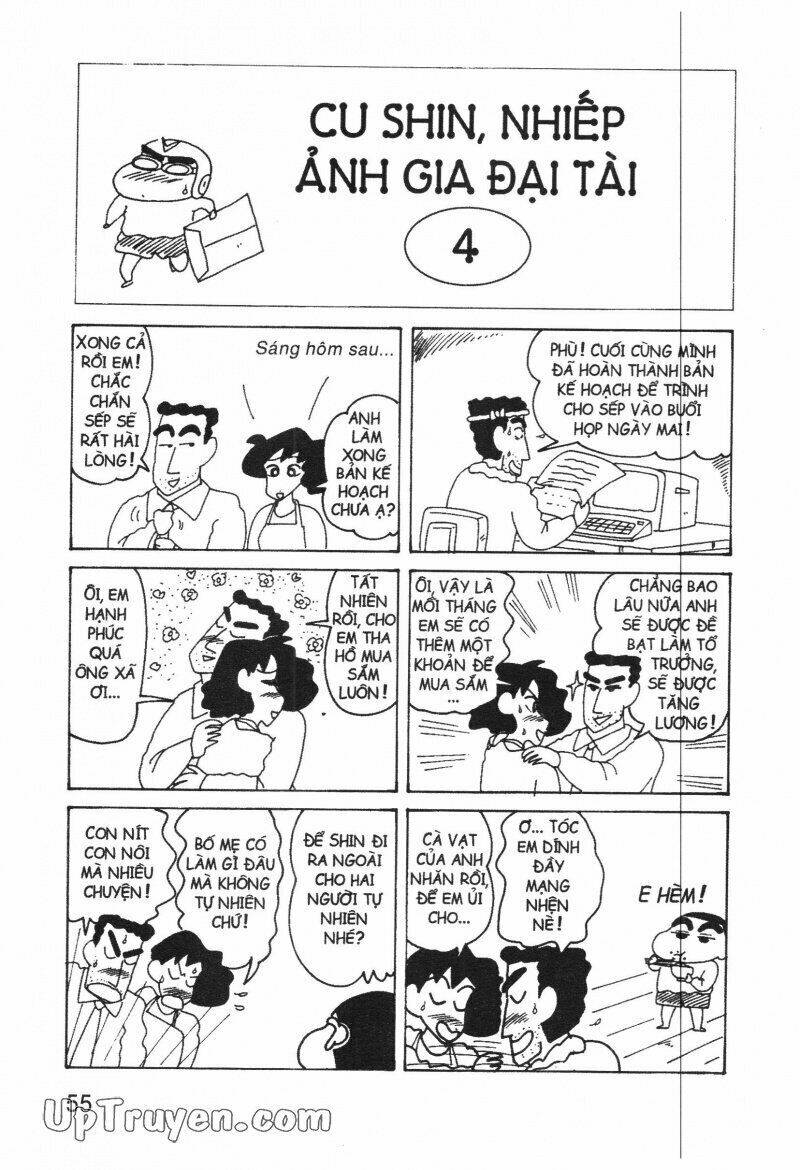 CU SHIN, NHIẾP
ẢNH GIA ĐẠI TÀI
4
PHÙ! CUỐI CÙNG MÌNH
ĐÃ HOÀN THÀNH BẢN
KẾ HOẠCH ĐỂ TRÌNH
CHO SẾP VÀO BUỔI
HỌP NGÀY MAI!
Sáng hôm sau...
ANH
LÀM
XONG
BẢN KẾ
HOẠCH
CHƯA Ạ?
XONG CẢ
RỒI EM!
CHẮC
CHẮN
SẾP SẼ
RẤT HÀI
LÒNG!
CHẲNG BAO
LÂU NỮA ANH
SẼ ĐƯỢC ĐỀ
BẠT LÀM TỔ
TRƯỞNG,
SẼ ĐƯỢC
TĂNG
LƯƠNG!
ÔI, VẬY LÀ
MỖI THÁNG
EM SẼ CÓ
THÊM MỘT
KHOẢN ĐỂ
MUA SẮM
...
TẤT
NHIÊN
RỒI, CHO
EM THA
HỒ MUA
SẮM
LUÔN!
ÔI, EM
HẠNH
PHÚC
QUÁ
ÔNG XÃ
ƠI...
Ơ... TÓC
EM DÍNH
ĐẦY
MẠNG
NHỆN
NÈ!
CÀ VẠT
CỦA ANH
NHĂN RỒI,
ĐỂ EM ỦI
CHO...
E HÈM!
ĐỂ SHIN ĐI
RA NGOÀI
CHO HAI
NGƯỜI TỰ
NHIÊN
NHÉ?
BỐ MẸ CÓ
LÀM GÌ ĐÂU
MÀ KHÔNG
TỰ NHIÊN
CHỨ!
CON NÍT
CON NÔI
MÀ NHIỀU
CHUYỆN!
55
UpTruyen.com